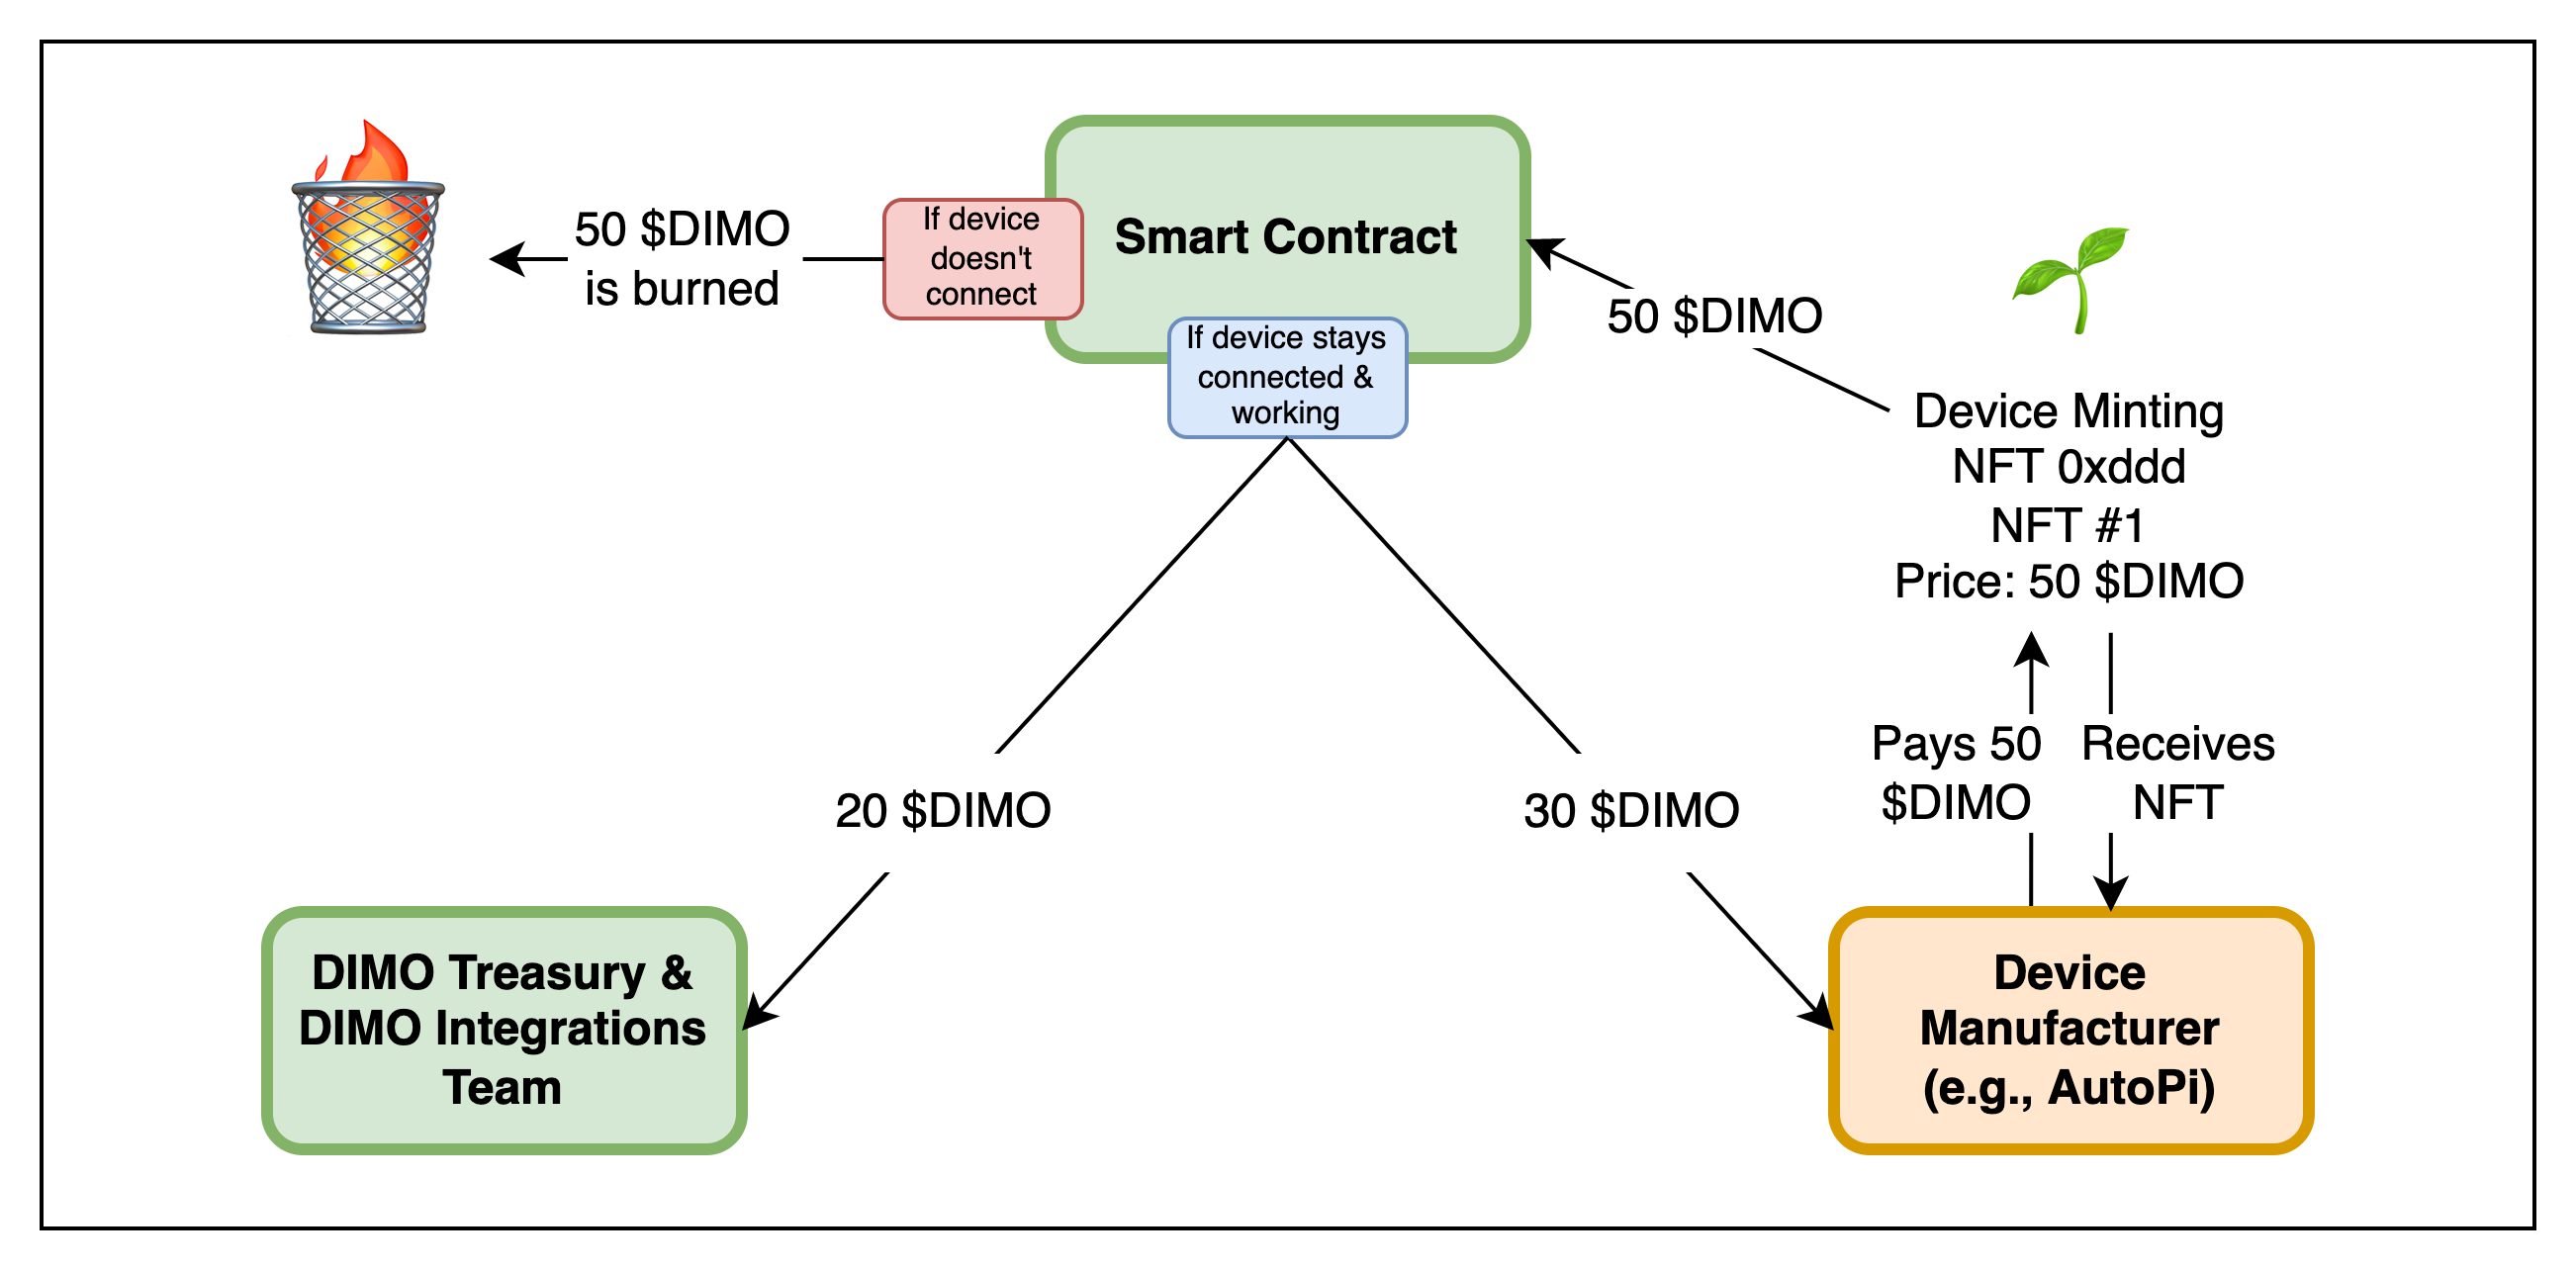 50 $DIMO
is burned
If device
doesn't
connect
Smart Contract
If device stays
connected &
working
50 $DIMO
Device Minting
NFT 0xddd
NFT #1
Price: 50 $DIMO
Pays 50
$DIMO
Receives
NFT
20 $DIMO
30 $DIMO
DIMO Treasury &
DIMO Integrations
Team
Device
Manufacturer
(e.g., AutoPi)